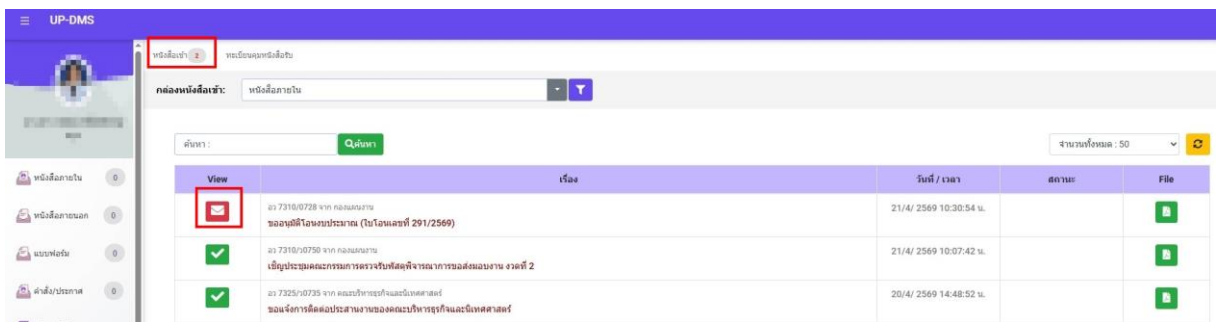 UP-DMS
หนังสือเข้า 2 ทะเบียนคุมหนังสือรับ
กล่องหนังสือเข้า: หนังสือภายใน
ค้นหา : ค้นหา จำนวนทั้งหมด : 50
View เรื่อง วันที่ / เวลา สถานะ File
หนังสือภายใน 0
อว 7310/0728 จาก กองแผนงาน
ขออนุมัติโอนงบประมาณ (ใบโอนเลขที่ 291/2569)
21/4/ 2569 10:30:54 น.
หนังสือภายนอก 0
แบบฟอร์ม 0
อว 7310/ว0750 จาก กองแผนงาน
เชิญประชุมคณะกรรมการตรวจรับพัสดุพิจารณาการขอส่งมอบงาน งวดที่ 2
21/4/ 2569 10:07:42 น.
คำสั่ง/ประกาศ 0
อว 7325/ว0735 จาก คณะบริหารธุรกิจและนิเทศศาสตร์
ขอแจ้งการติดต่อประสานงานของคณะบริหารธุรกิจและนิเทศศาสตร์
20/4/ 2569 14:48:52 น.